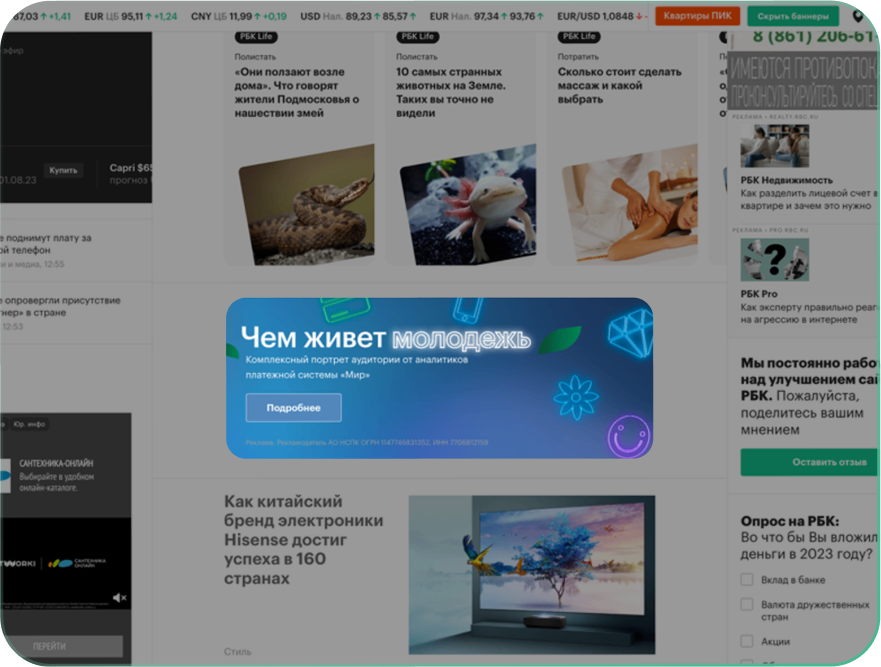 67,03 ↑ +1,41 EUR ЦБ 95,11 ↑ +1,24 CNY ЦБ 11,99 ↑ +0,19 USD Нал. 89,23 ↑ 85,57 ↑ EUR Нал. 97,34 ↑ 93,76 ↑ EUR/USD 1,0848 ↓ -
Квартиры ПИК
Скрыть баннеры
эфир
01.08.23
Купить
Capri $65
прогноз
е поднимут плату за
ой телефон
и и медиа, 12:55
е опровергли присутствие
тнер» в стране
12:53
Юр. инфо
САНТЕХНИКА-ОНЛАЙН
Выбирайте в удобном
онлайн-каталоге.
TWORKI
САНТЕХНИКА
ОНЛАЙН
ПЕРЕЙТИ
РБК Life
Полистать
«Они ползают возле
дома». Что говорят
жители Подмосковья о
нашествии змей
РБК Life
Полистать
10 самых странных
животных на Земле.
Таких вы точно не
видели
РБК Life
Потратить
Сколько стоит сделать
массаж и какой
выбрать
Чем живет молодежь
Комплексный портрет аудитории от аналитиков
платежной системы «Мир»
Подробнее
Реклама. Рекламодатель АО НСПК ОГРН 1147746831352, ИНН 7706812159
Как китайский
бренд электроники
Hisense достиг
успеха в 160
странах
Стиль
8 (861) 206-61-
ИМЕЮТСЯ ПРОТИВОПОК
ПРОКОНСУЛЬТИРУЙТЕСЬ СО СПЕЦ
РЕКЛАМА • REALTY.RBC.RU
РБК Недвижимость
Как разделить лицевой счет в
квартире и зачем это нужно
РЕКЛАМА • PRO.RBC.RU
?
РБК Pro
Как эксперту правильно реаг
на агрессию в интернете
Мы постоянно рабо
над улучшением сай
РБК. Пожалуйста,
поделитесь вашим
мнением
Оставить отзыв
Опрос на РБК:
Во что бы Вы вложил
деньги в 2023 году?
Вклад в банке
Валюта дружественных
стран
Акции